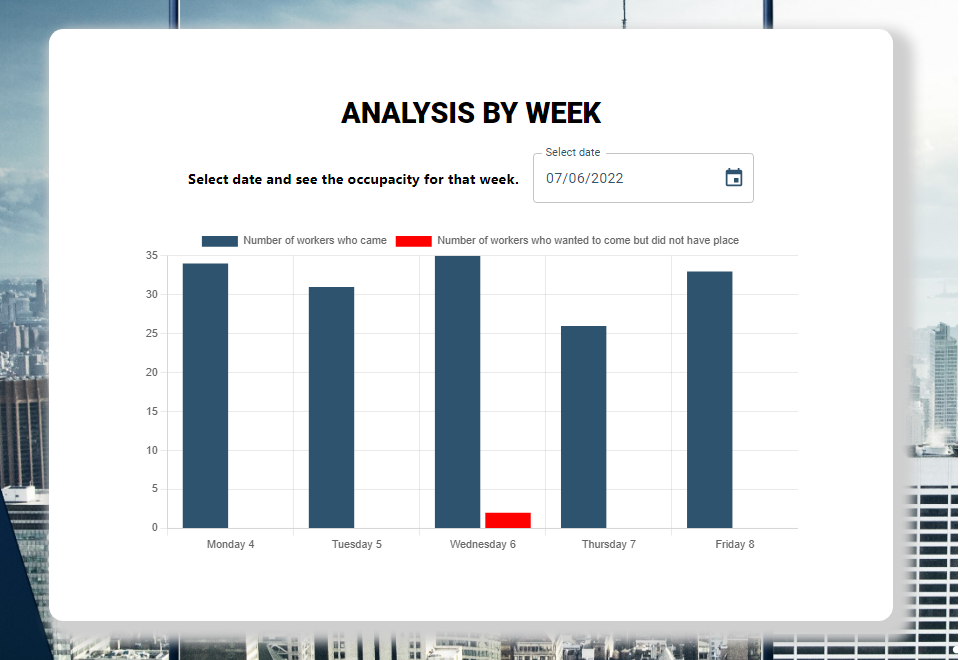 ANALYSIS BY WEEK
Select date
Select date and see the occupacity for that week.
07/06/2022
Number of workers who came
Number of workers who wanted to come but did not have place
35
30
25
20
15
10
5
0
Monday 4
Tuesday 5
Wednesday 6
Thursday 7
Friday 8